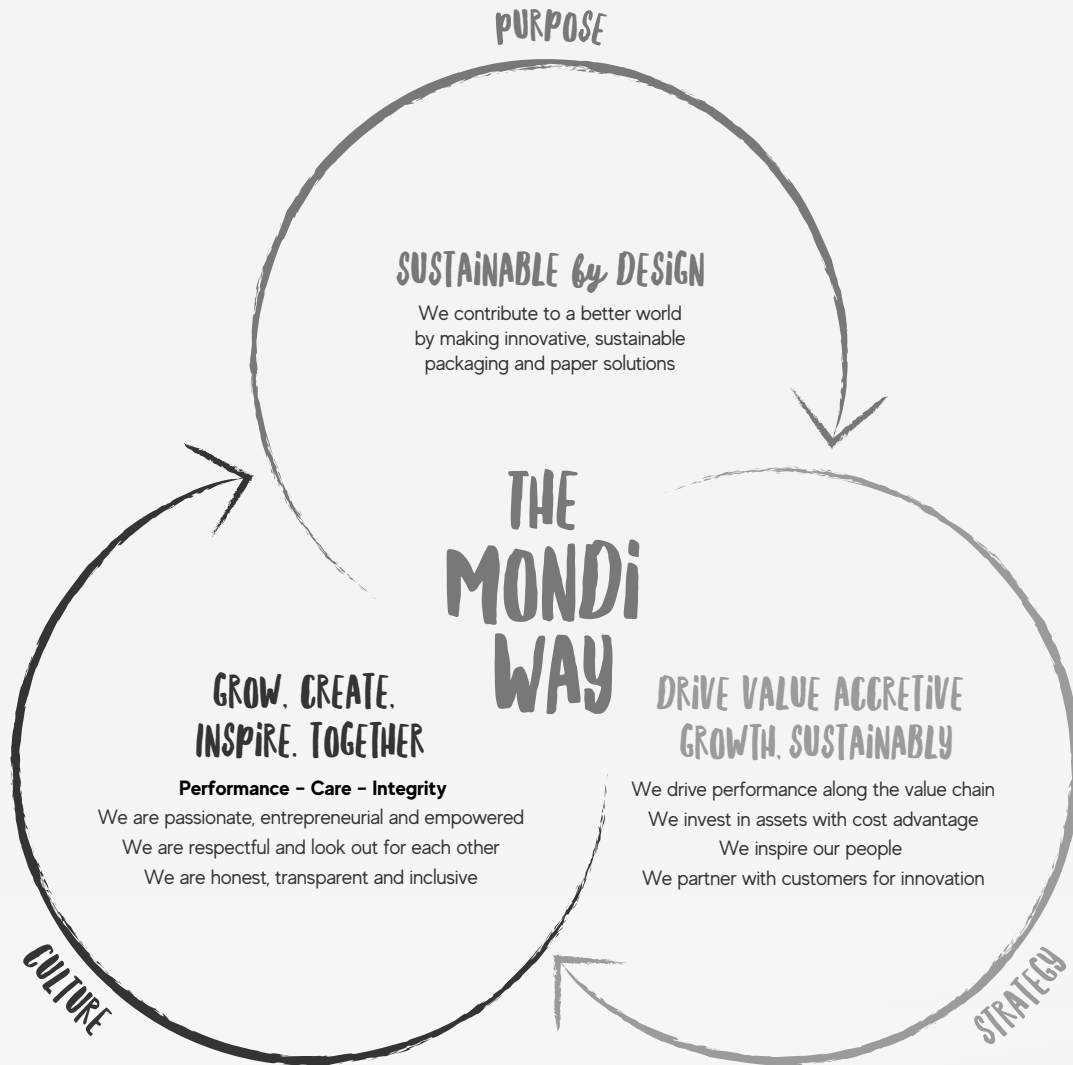 PURPOSE
SUSTAiNABLE by DESiGN
We contribute to a better world
by making innovative, sustainable
packaging and paper solutions
THE
MONDi
WAY
GROW, CREATE,
INSPiRE. TOGETHER
Performance – Care – Integrity
We are passionate, entrepreneurial and empowered
We are respectful and look out for each other
We are honest, transparent and inclusive
CULTURE
DRiVE VALUE ACCRETiVE
GROWTH, SUSTAiNABLY
We drive performance along the value chain
We invest in assets with cost advantage
We inspire our people
We partner with customers for innovation
STRATEGY